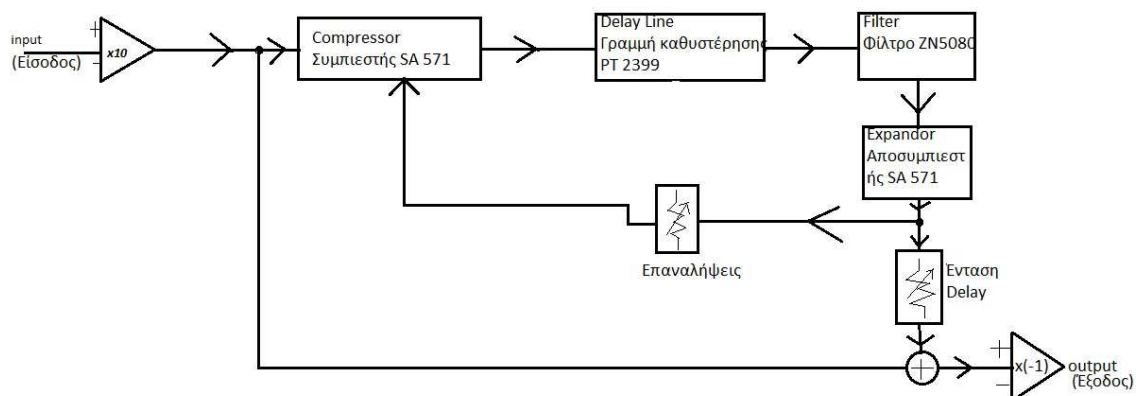 input
(Είσοδος)
+
-
x10
Compressor
Συμπιεστής SA 571
Delay Line
Γραμμή καθυστέρησης
PT 2399
Filter
Φίλτρο ZN5080
Expandor
Αποσυμπιεστ
ής SA 571
Επαναλήψεις
Ένταση
Delay
+
+
-
x(-1)
output
(Έξοδος)